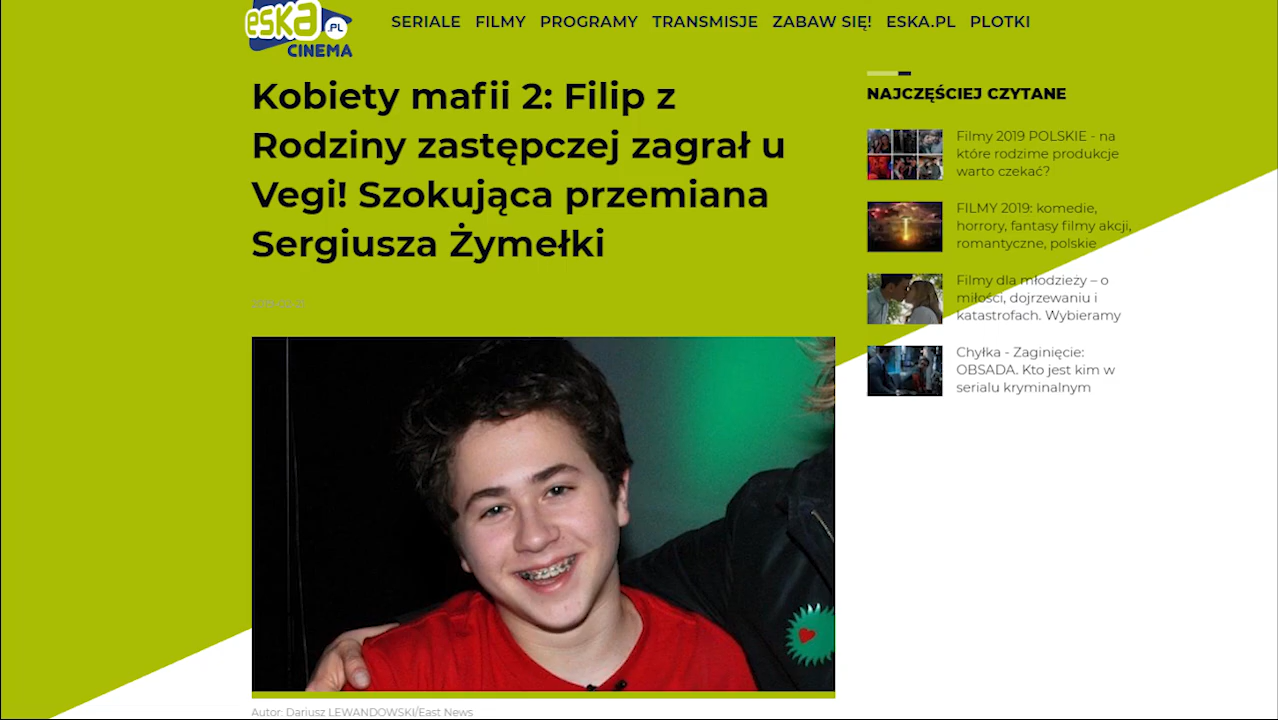 eska.PL
CINEMA
SERIALE FILMY PROGRAMY TRANSMISJE ZABAW SIĘ! ESKA.PL PLOTKI
Kobiety mafii 2: Filip z
Rodziny zastępczej zagrał u
Vegi! Szokująca przemiana
Sergiusza Żymełki
Autor: Dariusz LEWANDOWSKI/East News
NAJCZĘŚCIEJ CZYTANE
Filmy 2019 POLSKIE - na
które rodzime produkcje
warto czekać?
FILMY 2019: komedie,
horrory, fantasy filmy akcji,
romantyczne, polskie
Filmy dla młodzieży – o
miłości, dojrzewaniu i
katastrofach. Wybieramy
Chyłka - Zaginięcie:
OBSADA. Kto jest kim w
serialu kryminalnym